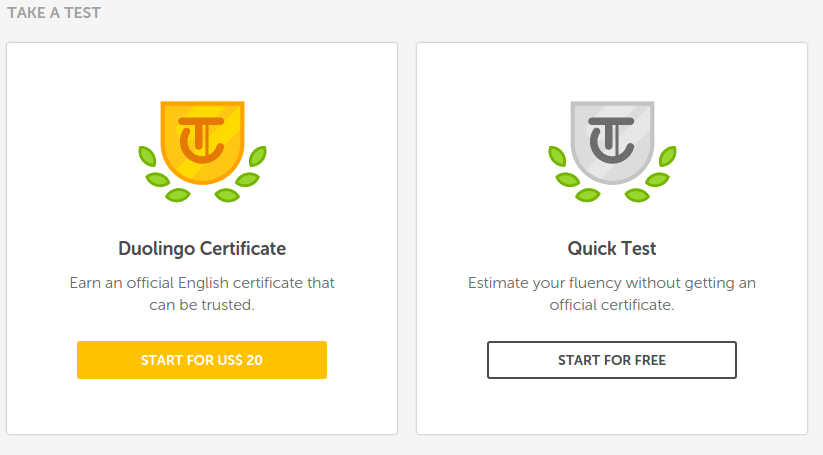 TAKE A TEST
Duolingo Certificate
Earn an official English certificate that
can be trusted.
START FOR US$ 20
Quick Test
Estimate your fluency without getting an
official certificate.
START FOR FREE